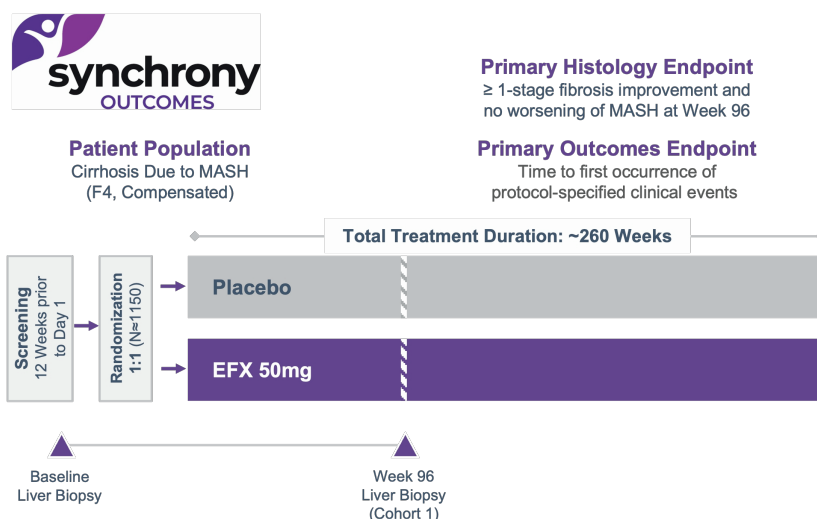 synchrony
OUTCOMES
Primary Histology Endpoint
≥ 1-stage fibrosis improvement and
no worsening of MASH at Week 96
Patient Population
Cirrhosis Due to MASH
(F4, Compensated)
Primary Outcomes Endpoint
Time to first occurrence of
protocol-specified clinical events
Total Treatment Duration: ~260 Weeks
Screening
12 Weeks prior
to Day 1
Randomization
1:1 (N≈1150)
Placebo
EFX 50mg
Baseline
Liver Biopsy
Week 96
Liver Biopsy
(Cohort 1)